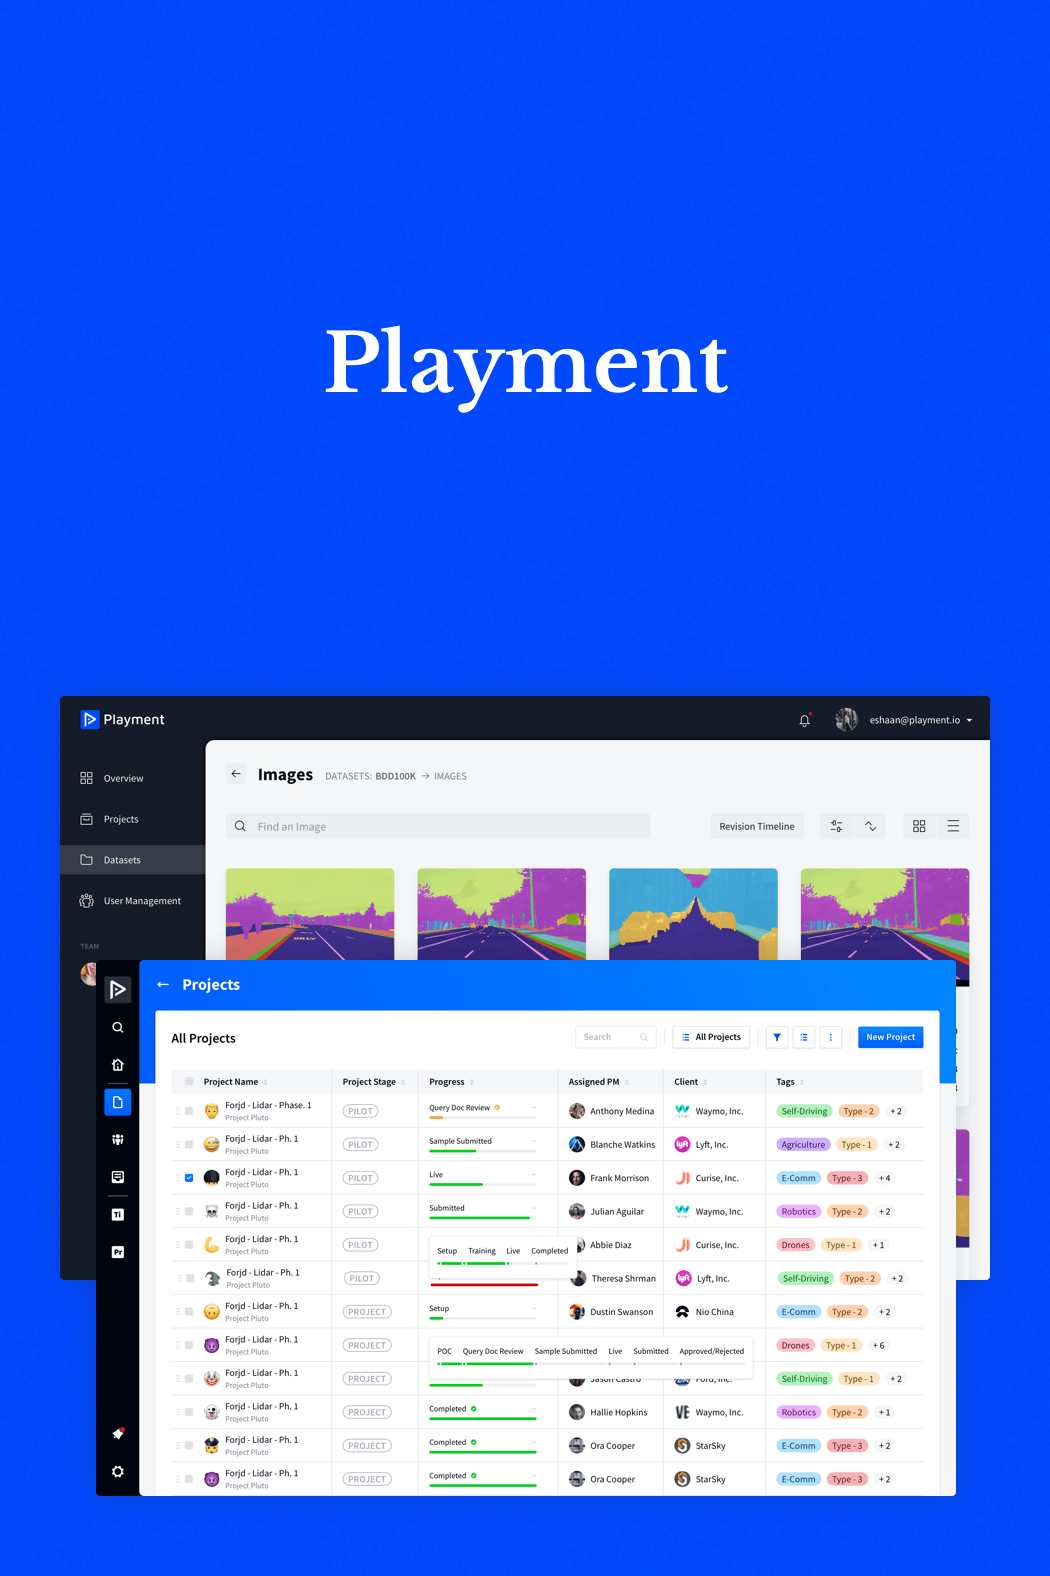 Playment
Playment
eshaan@playment.io
Overview
Projects
Datasets
User Management
TEAM
Images DATASETS: BDD100K → IMAGES
Find an Image
Revision Timeline
← Projects
All Projects
Search
All Projects
New Project
Project Name Project Stage Progress Assigned PM Client Tags
Forjd - Lidar - Phase. 1
Project Pluto
PILOT Query Doc Review Anthony Medina Waymo, Inc. Self-Driving Type - 2 + 2
Forjd - Lidar - Ph. 1
Project Pluto
PILOT Sample Submitted Blanche Watkins Lyft, Inc. Agriculture Type - 1 + 2
Forjd - Lidar - Ph. 1
Project Pluto
PILOT Live Frank Morrison Curise, Inc. E-Comm Type - 3 + 4
Forjd - Lidar - Ph. 1
Project Pluto
PILOT Submitted Julian Aguilar Waymo, Inc. Robotics Type - 2 + 2
Forjd - Lidar - Ph. 1
Project Pluto
PILOT Abbie Diaz Curise, Inc. Drones Type - 1 + 1
Setup Training Live Completed
Forjd - Lidar - Ph. 1
Project Pluto
PILOT Theresa Shrman Lyft, Inc. Self-Driving Type - 2 + 2
Forjd - Lidar - Ph. 1
Project Pluto
PROJECT Setup Dustin Swanson Nio China E-Comm Type - 2 + 2
Forjd - Lidar - Ph. 1
Project Pluto
PROJECT Drones Type - 1 + 6
POC Query Doc Review Sample Submitted Live Submitted Approved/Rejected
Forjd - Lidar - Ph. 1
Project Pluto
PROJECT Jason Castro Ford, Inc. Self-Driving Type - 1 + 2
Forjd - Lidar - Ph. 1
Project Pluto
PROJECT Completed Hallie Hopkins Waymo, Inc. Robotics Type - 2 + 1
Forjd - Lidar - Ph. 1
Project Pluto
PROJECT Completed Ora Cooper StarSky E-Comm Type - 3 + 2
Forjd - Lidar - Ph. 1
Project Pluto
PROJECT Completed Ora Cooper StarSky E-Comm Type - 3 + 2
Ti
Pr